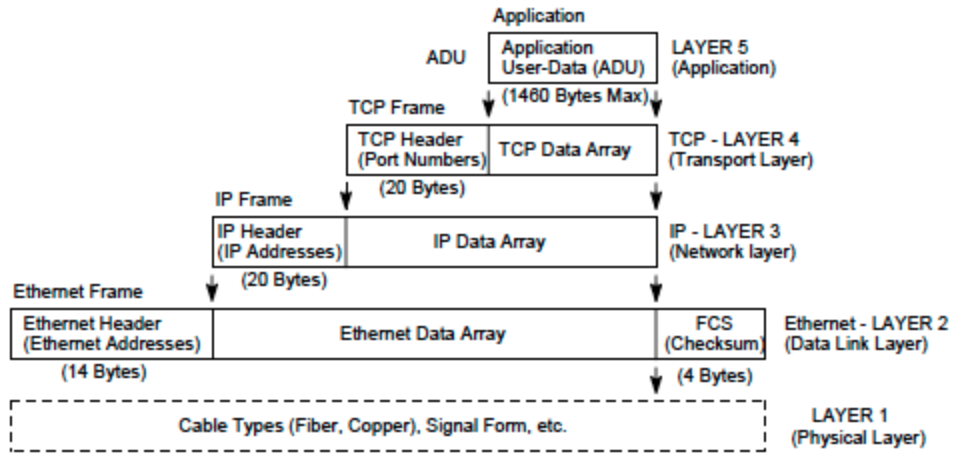 Application
ADU
Application
User-Data (ADU)
LAYER 5
(Application)
(1460 Bytes Max)
TCP Frame
TCP Header
(Port Numbers)
TCP Data Array
TCP - LAYER 4
(Transport Layer)
(20 Bytes)
IP Frame
IP Header
(IP Addresses)
IP Data Array
IP - LAYER 3
(Network layer)
(20 Bytes)
Ethernet Frame
Ethernet Header
(Ethernet Addresses)
Ethernet Data Array
FCS
(Checksum)
Ethernet - LAYER 2
(Data Link Layer)
(14 Bytes)
(4 Bytes)
Cable Types (Fiber, Copper), Signal Form, etc.
LAYER 1
(Physical Layer)